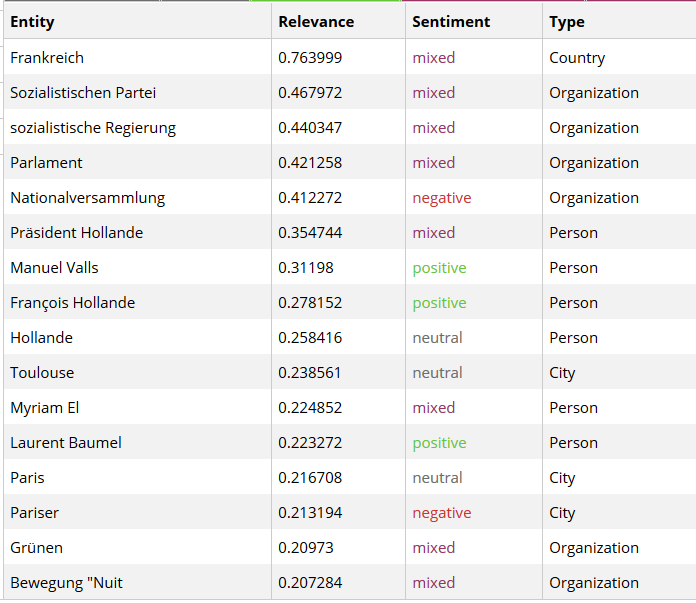 Entity Relevance Sentiment Type
Frankreich 0.763999 mixed Country
Sozialistischen Partei 0.467972 mixed Organization
sozialistische Regierung 0.440347 mixed Organization
Parlament 0.421258 mixed Organization
Nationalversammlung 0.412272 negative Organization
Präsident Hollande 0.354744 mixed Person
Manuel Valls 0.31198 positive Person
François Hollande 0.278152 positive Person
Hollande 0.258416 neutral Person
Toulouse 0.238561 neutral City
Myriam El 0.224852 mixed Person
Laurent Baumel 0.223272 positive Person
Paris 0.216708 neutral City
Pariser 0.213194 negative City
Grünen 0.20973 mixed Organization
Bewegung "Nuit 0.207284 mixed Organization